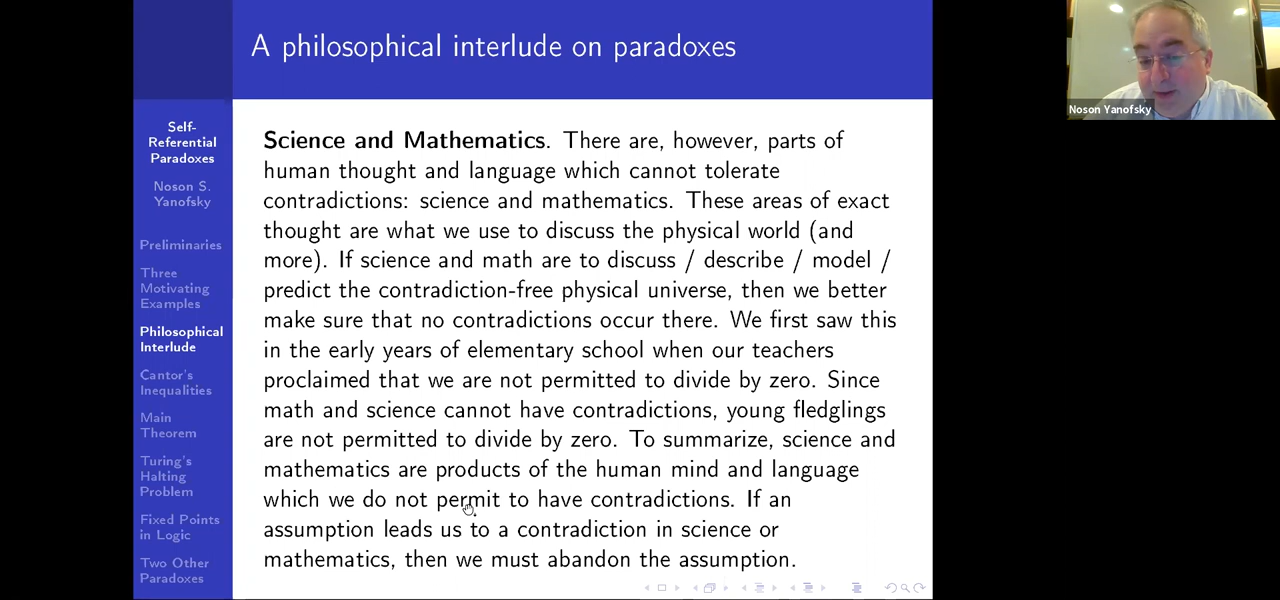 A philosophical interlude on paradoxes
Noson Yanofsky
Self-
Referential
Paradoxes
Noson S.
Yanofsky
Preliminaries
Three
Motivating
Examples
Philosophical
Interlude
Cantor's
Inequalities
Main
Theorem
Turing's
Halting
Problem
Fixed Points
in Logic
Two Other
Paradoxes
Science and Mathematics. There are, however, parts of
human thought and language which cannot tolerate
contradictions: science and mathematics. These areas of exact
thought are what we use to discuss the physical world (and
more). If science and math are to discuss / describe / model /
predict the contradiction-free physical universe, then we better
make sure that no contradictions occur there. We first saw this
in the early years of elementary school when our teachers
proclaimed that we are not permitted to divide by zero. Since
math and science cannot have contradictions, young fledglings
are not permitted to divide by zero. To summarize, science and
mathematics are products of the human mind and language
which we do not permit to have contradictions. If an
assumption leads us to a contradiction in science or
mathematics, then we must abandon the assumption.